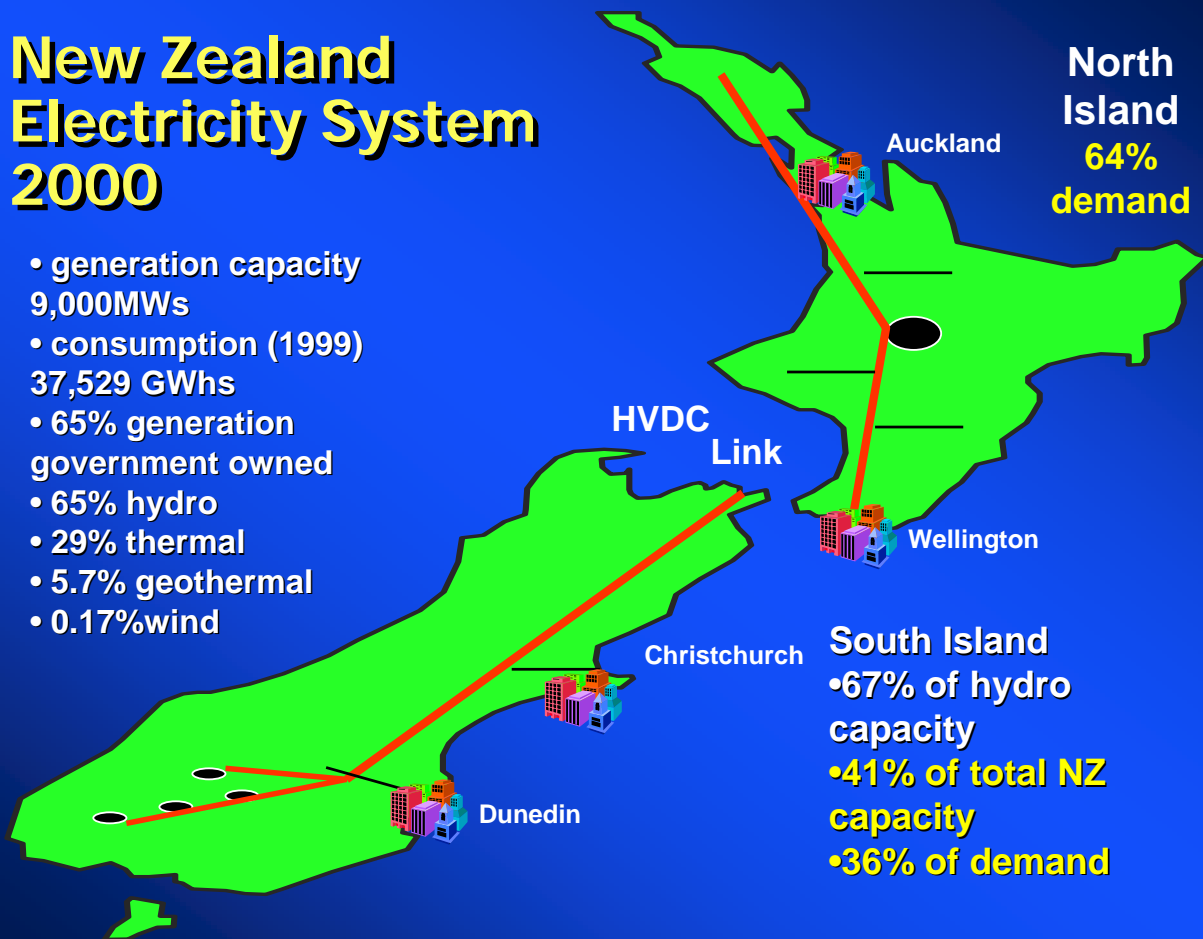 New Zealand
Electricity System
2000
• generation capacity
9,000MWs
• consumption (1999)
37,529 GWhs
• 65% generation
government owned
• 65% hydro
• 29% thermal
• 5.7% geothermal
• 0.17%wind
North
Island
64%
demand
Auckland
HVDC
Link
Wellington
Christchurch
Dunedin
South Island
•67% of hydro
capacity
•41% of total NZ
capacity
•36% of demand